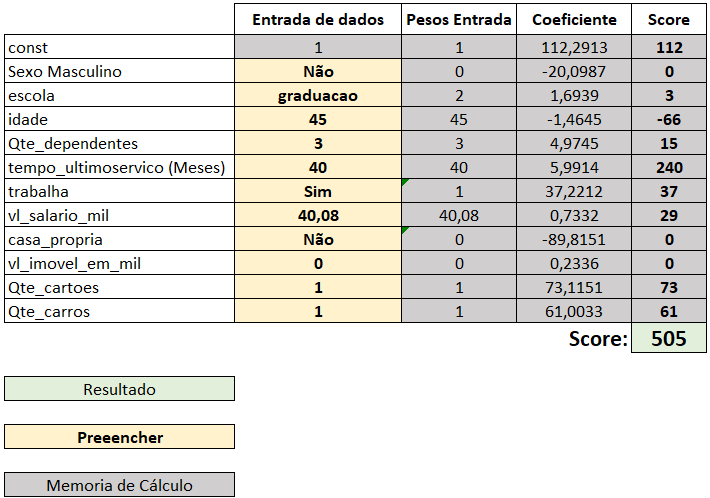 Entrada de dados Pesos Entrada Coeficiente Score
const 1 1 112,2913 112
Sexo Masculino Não 0 -20,0987 0
escola graduacao 2 1,6939 3
idade 45 45 -1,4645 -66
Qte_dependentes 3 3 4,9745 15
tempo_ultimoservico (Meses) 40 40 5,9914 240
trabalha Sim 1 37,2212 37
vl_salario_mil 40,08 40,08 0,7332 29
casa_propria Não 0 -89,8151 0
vl_imovel_em_mil 0 0 0,2336 0
Qte_cartoes 1 1 73,1151 73
Qte_carros 1 1 61,0033 61
Score: 505
Resultado
Preeencher
Memoria de Cálculo